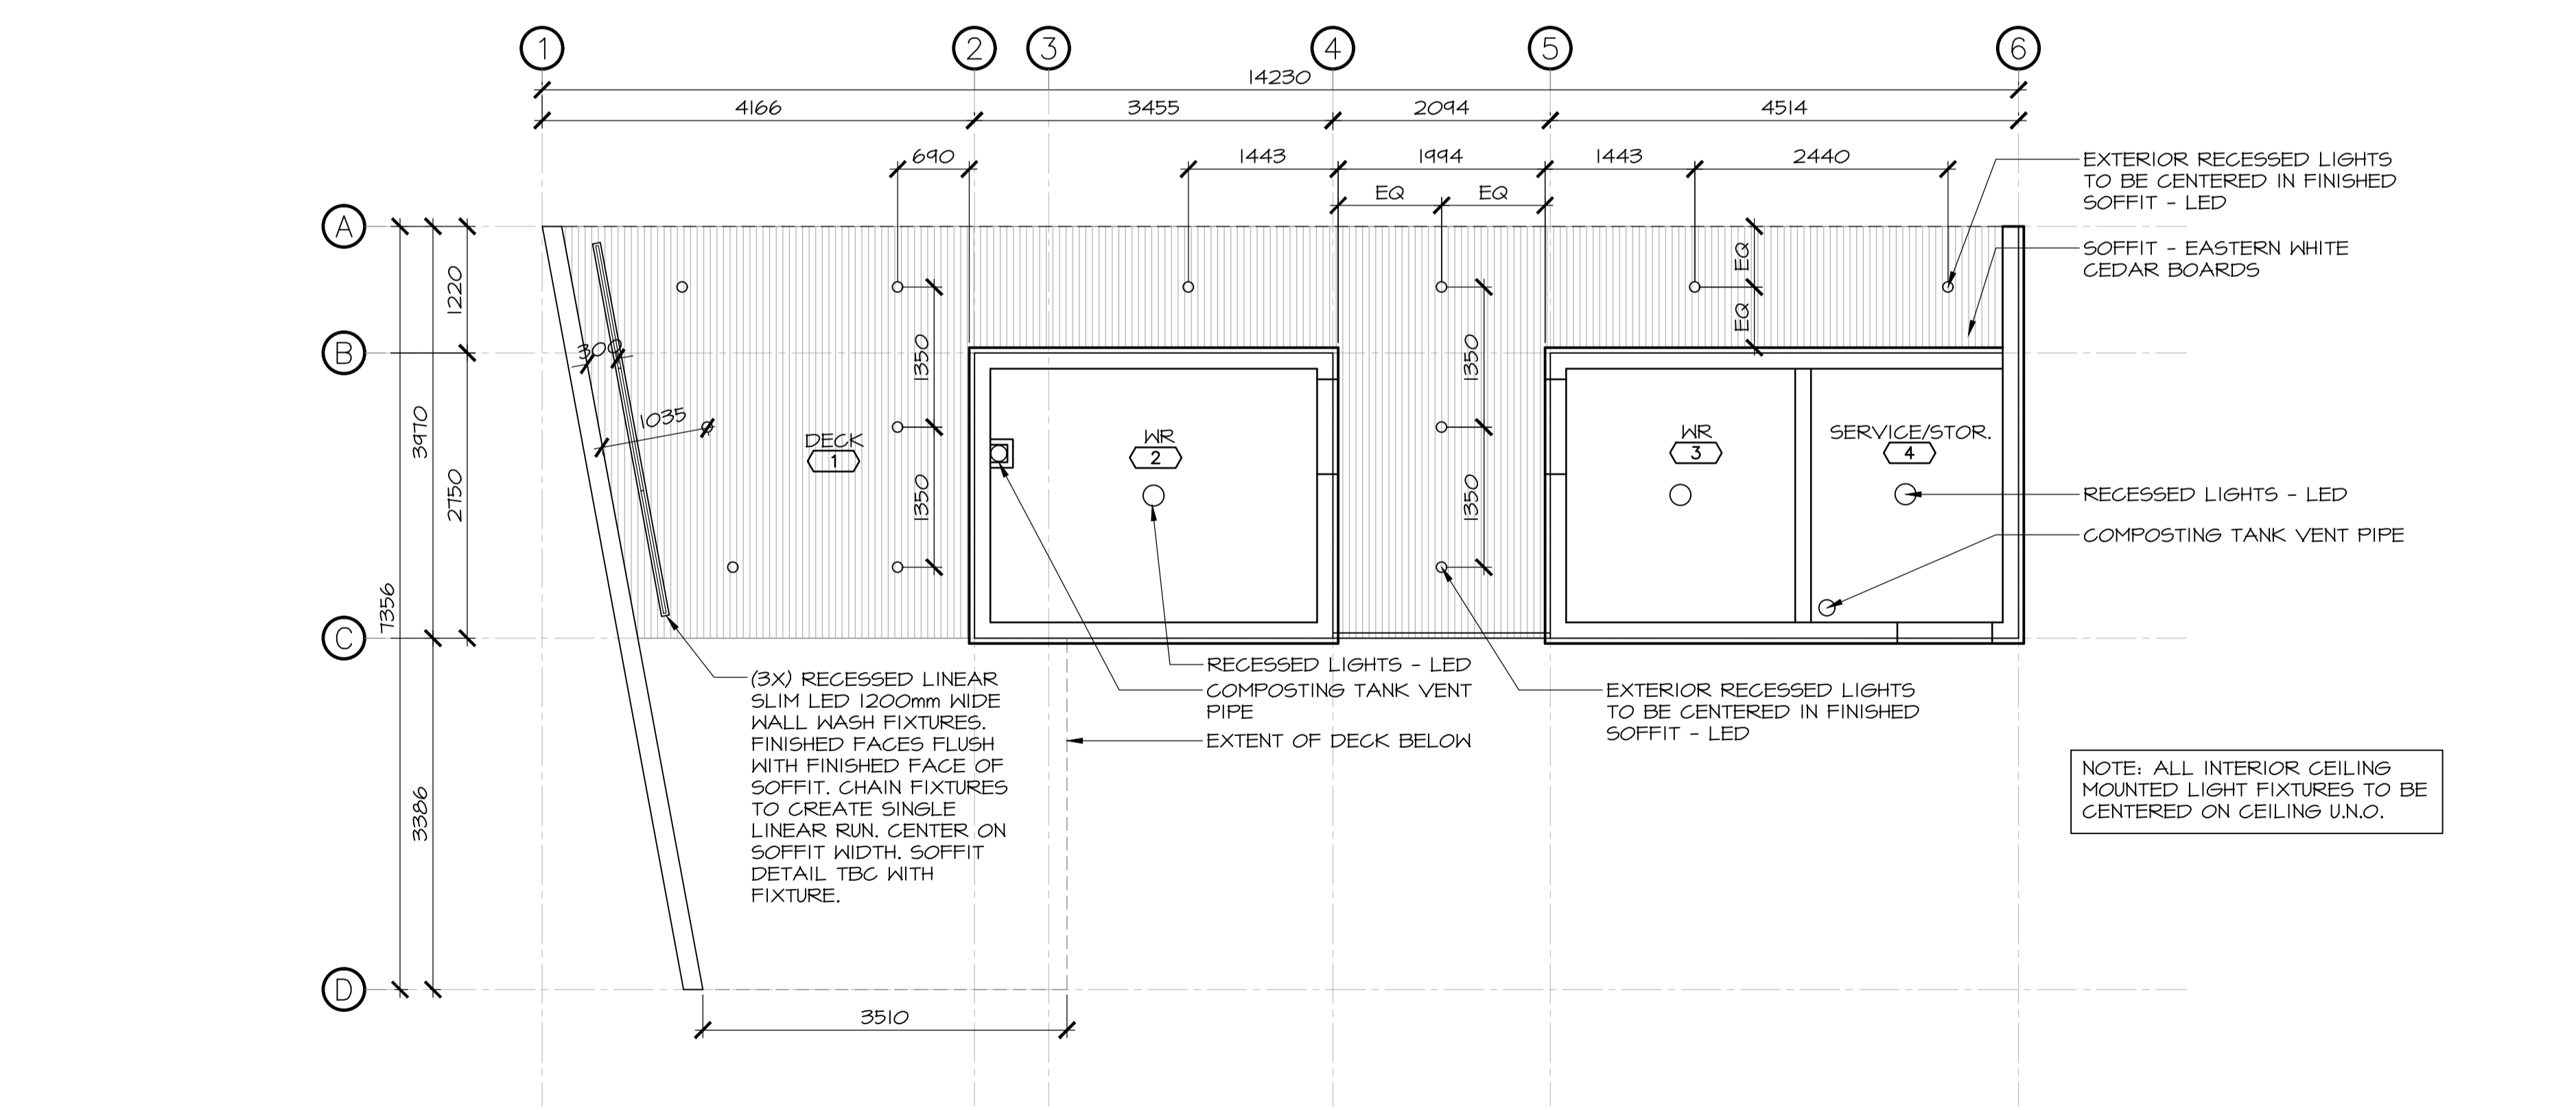 1 2 3 4 5 6
14230
4166 3455 2094 4514
690 1443 1994 1443 2440
EQ EQ
EXTERIOR RECESSED LIGHTS
TO BE CENTERED IN FINISHED
SOFFIT - LED
SOFFIT - EASTERN WHITE
CEDAR BOARDS
A
B
C
D
1220
2750
3970
3386
7356
EQ
EQ
300
1035
1350
1350
1350
1350
DECK
1
WR
2
WR
3
SERVICE/STOR.
4
RECESSED LIGHTS - LED
COMPOSTING TANK VENT PIPE
(3X) RECESSED LINEAR
SLIM LED 1200mm WIDE
WALL WASH FIXTURES.
FINISHED FACES FLUSH
WITH FINISHED FACE OF
SOFFIT. CHAIN FIXTURES
TO CREATE SINGLE
LINEAR RUN. CENTER ON
SOFFIT WIDTH. SOFFIT
DETAIL TBC WITH
FIXTURE.
RECESSED LIGHTS - LED
COMPOSTING TANK VENT
PIPE
EXTENT OF DECK BELOW
EXTERIOR RECESSED LIGHTS
TO BE CENTERED IN FINISHED
SOFFIT - LED
NOTE: ALL INTERIOR CEILING
MOUNTED LIGHT FIXTURES TO BE
CENTERED ON CEILING U.N.O.
3510